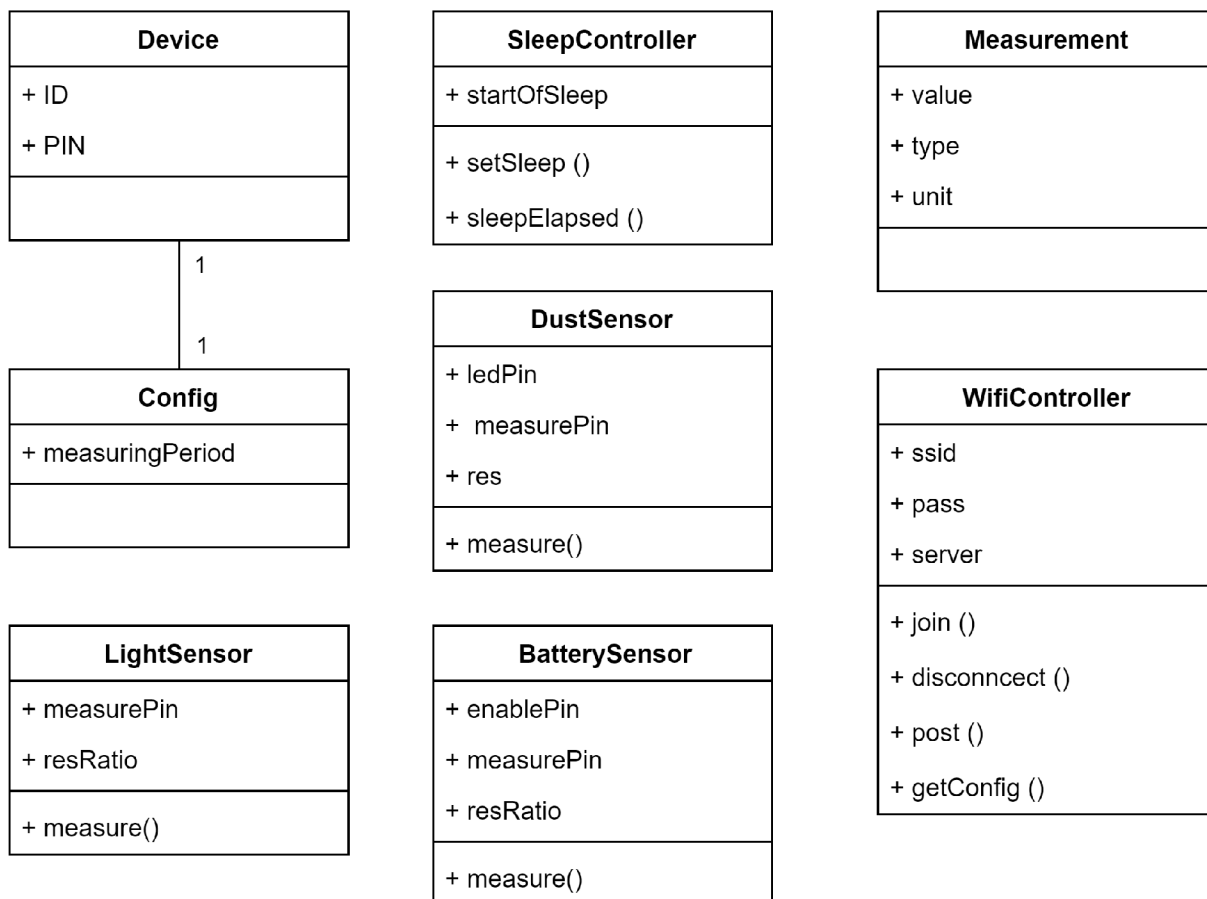 Device
+ ID
+ PIN
1
1
Config
+ measuringPeriod
LightSensor
+ measurePin
+ resRatio
+ measure()
SleepController
+ startOfSleep
+ setSleep ()
+ sleepElapsed ()
DustSensor
+ ledPin
+ measurePin
+ res
+ measure()
BatterySensor
+ enablePin
+ measurePin
+ resRatio
+ measure()
Measurement
+ value
+ type
+ unit
WifiController
+ ssid
+ pass
+ server
+ join ()
+ disconncect ()
+ post ()
+ getConfig ()